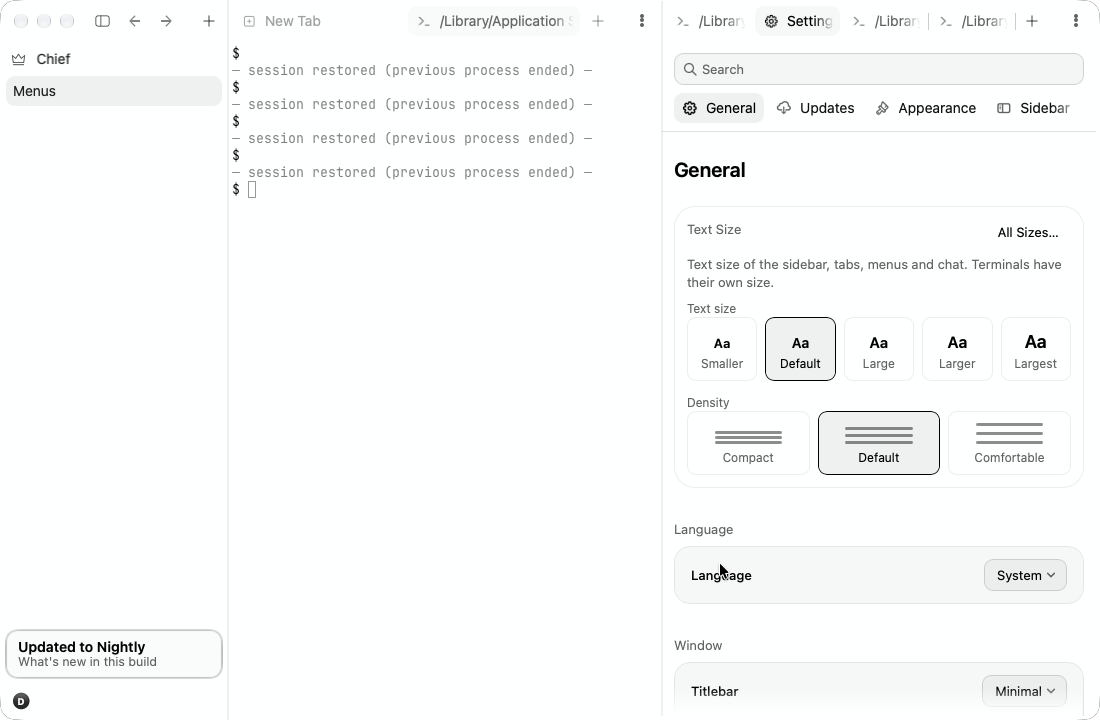 New Tab
/Library/Application
/Library
Setting
/Library
/Library
Chief
Menus
$
— session restored (previous process ended) —
$
— session restored (previous process ended) —
$
— session restored (previous process ended) —
$
— session restored (previous process ended) —
$
Updated to Nightly
What's new in this build
D
Search
General
Updates
Appearance
Sidebar
General
Text Size
All Sizes...
Text size of the sidebar, tabs, menus and chat. Terminals have
their own size.
Text size
Aa Aa Aa Aa Aa
Smaller Default Large Larger Largest
Density
Compact Default Comfortable
Language
Language
System
Window
Titlebar
Minimal